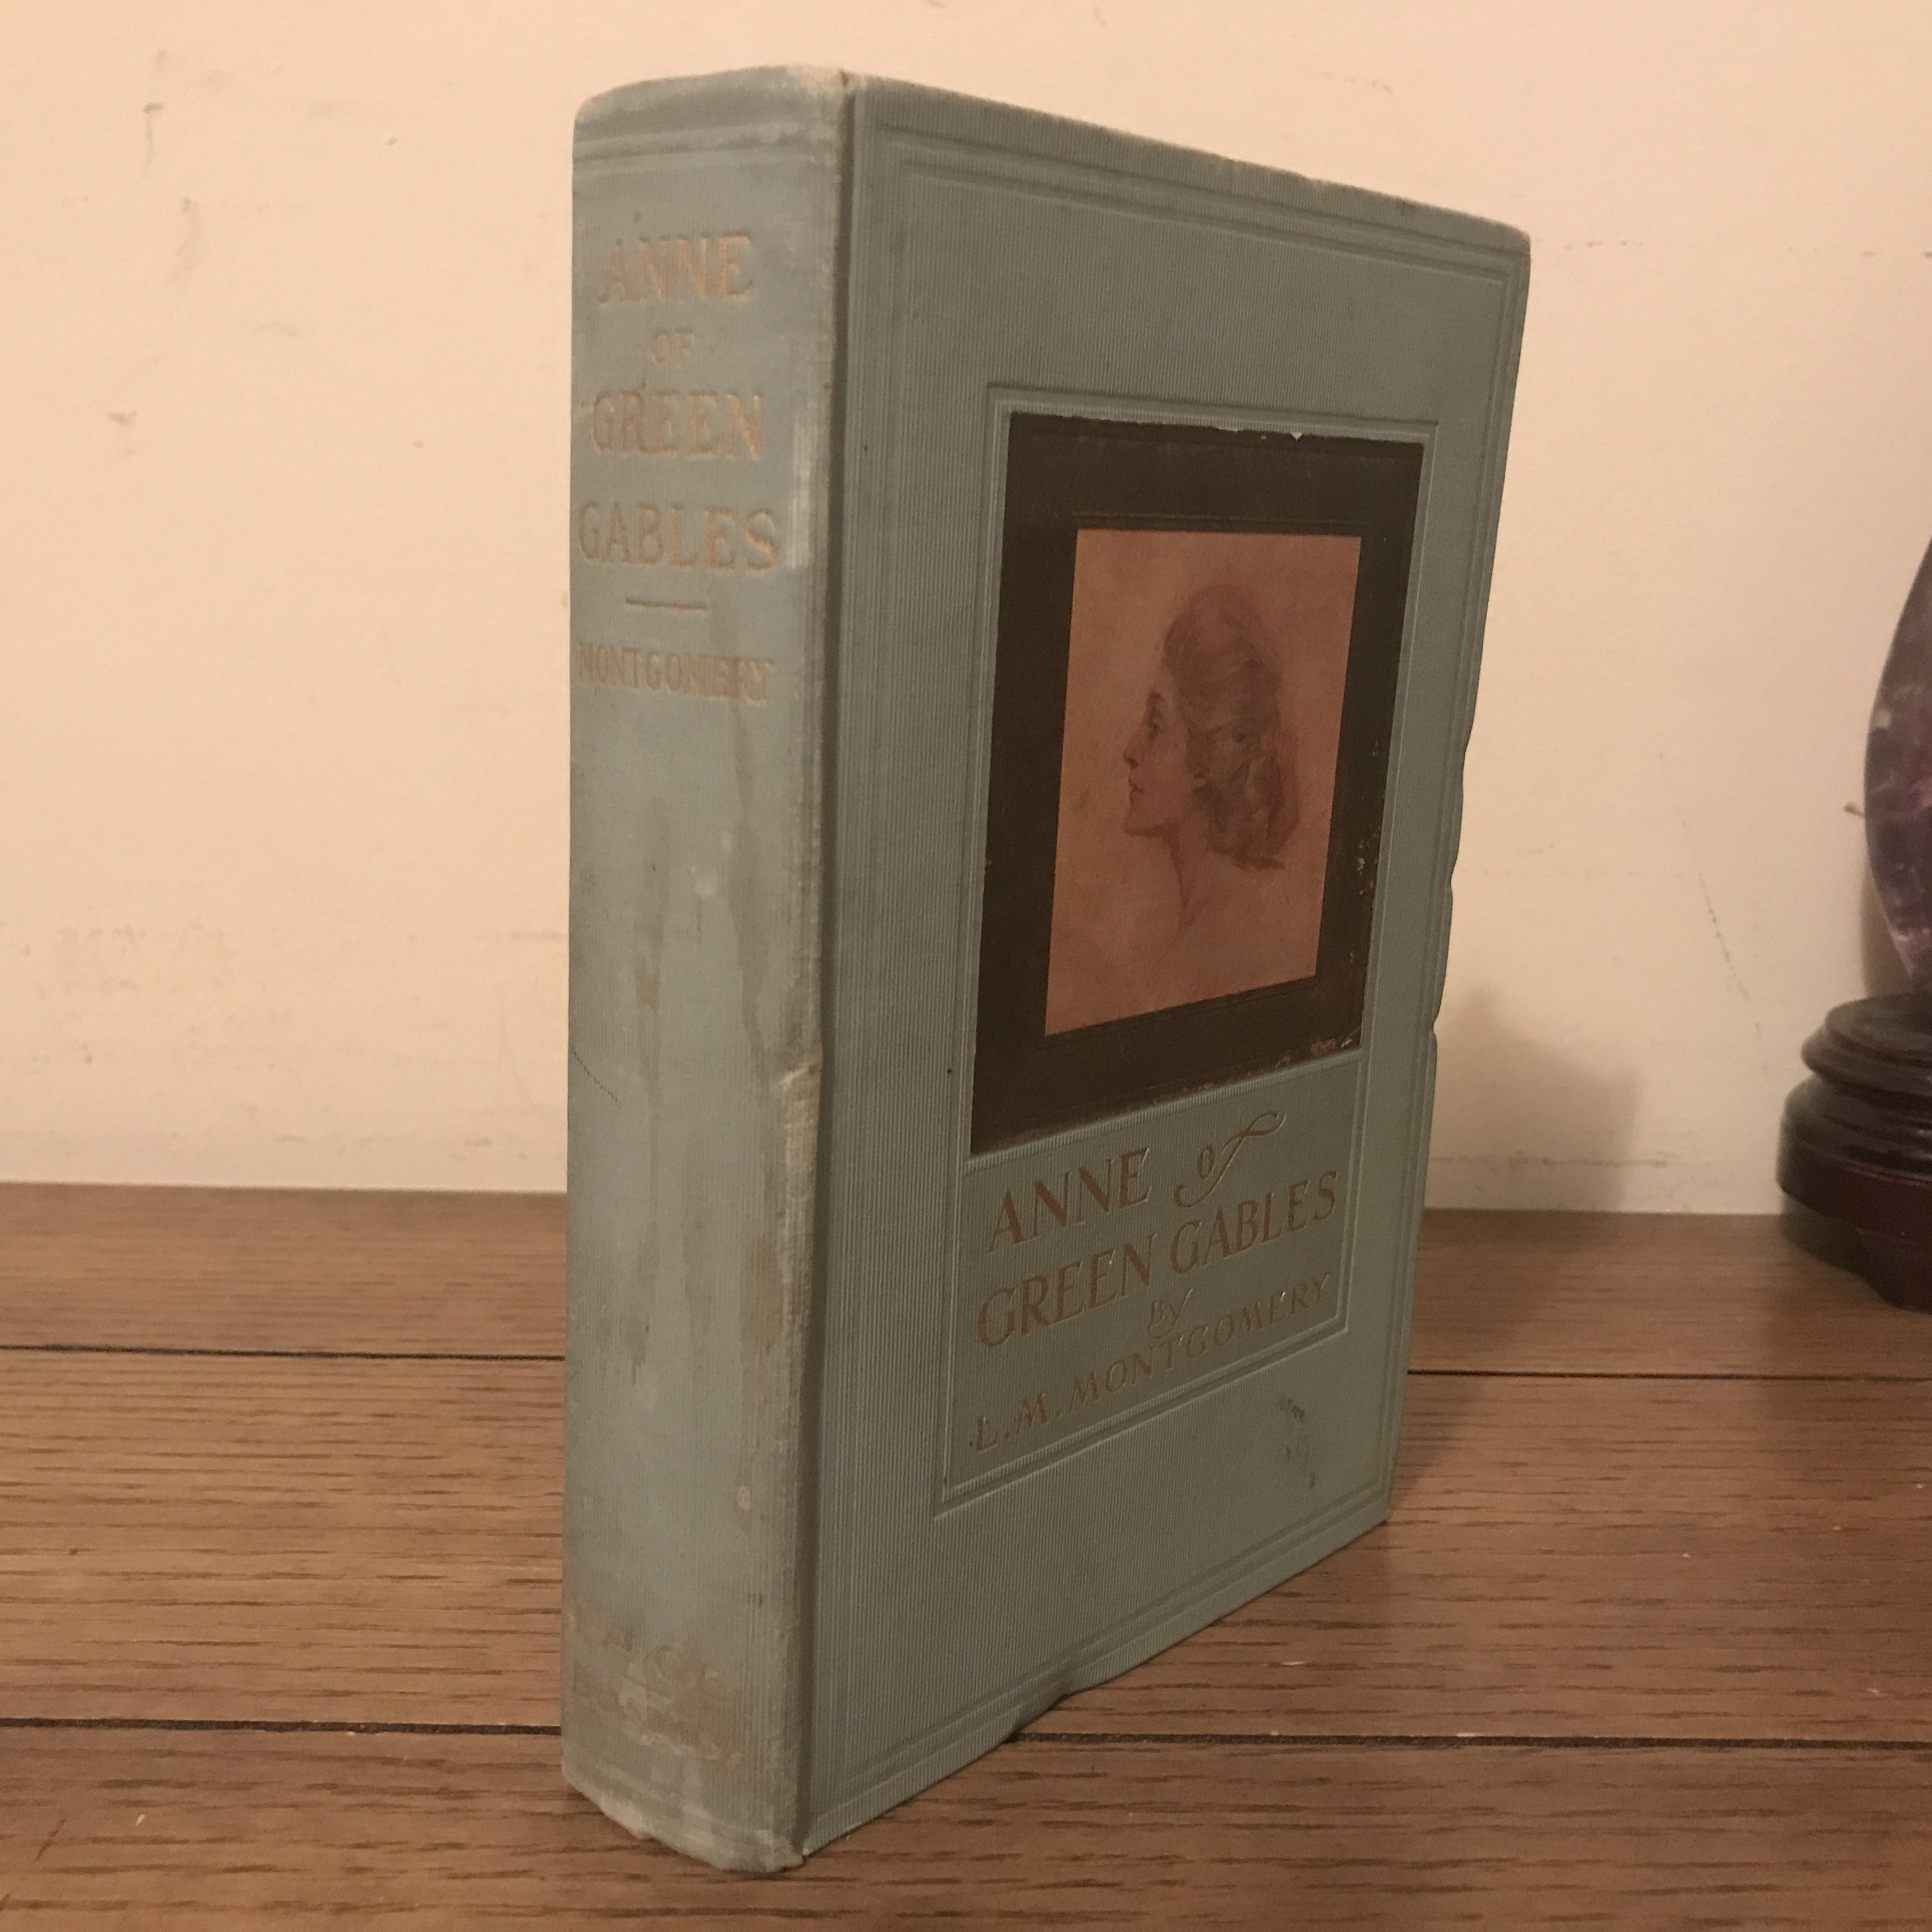 ANNE
OF
GREEN
GABLES
MONTGOMERY
ANNE of
GREEN GABLES
By
L.M. MONTGOMERY